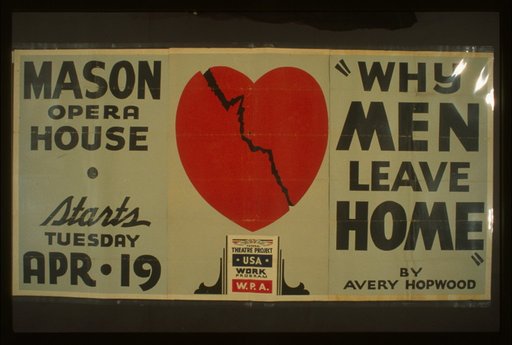 MASON
OPERA
HOUSE
Starts
TUESDAY
APR • 19
FEDERAL
THEATRE PROJECT
• USA •
WORK
PROGRAM
W.P.A.
"WHY
MEN
LEAVE
HOME"
BY
AVERY HOPWOOD